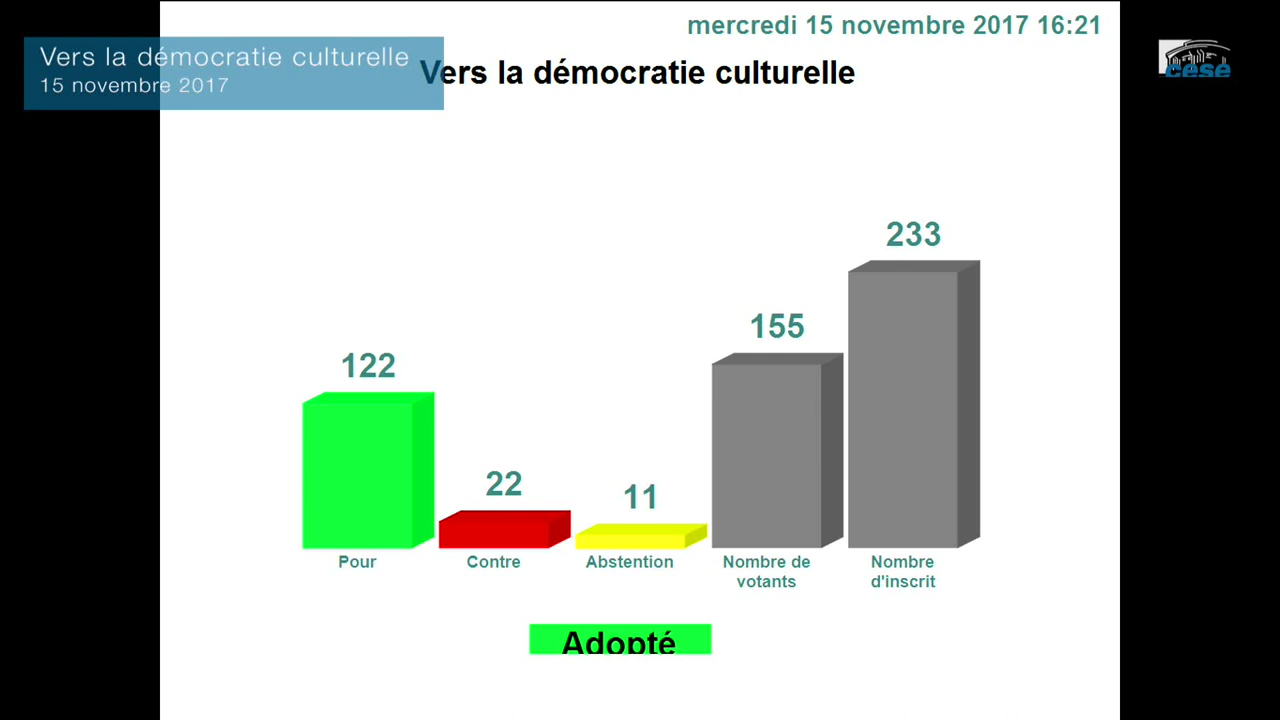 mercredi 15 novembre 2017 16:21
Vers la démocratie culturelle
15 novembre 2017
Vers la démocratie culturelle
cese
233
155
122
22
11
Pour
Contre
Abstention
Nombre de
votants
Nombre
d'inscrit
Adopté